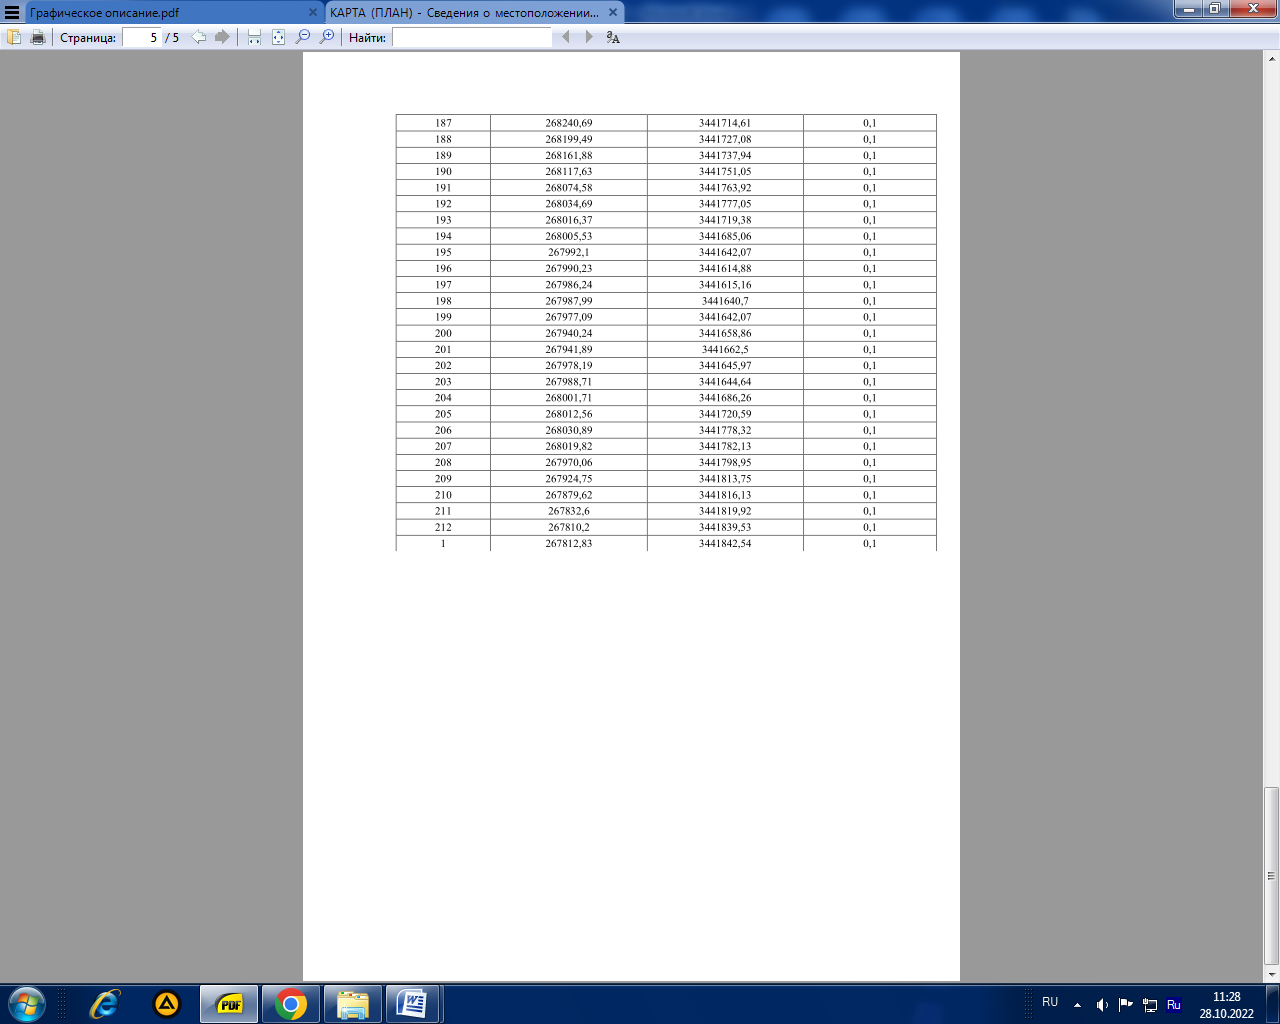 Графическое описание.pdf
КАРТА (ПЛАН) - Сведения о местоположении...
Страница: 5 / 5 Найти:
187 268240,69 3441714,61 0,1
188 268199,49 3441727,08 0,1
189 268161,88 3441737,94 0,1
190 268117,63 3441751,05 0,1
191 268074,58 3441763,92 0,1
192 268034,69 3441777,05 0,1
193 268016,37 3441719,38 0,1
194 268005,53 3441685,06 0,1
195 267992,1 3441642,07 0,1
196 267990,23 3441614,88 0,1
197 267986,24 3441615,16 0,1
198 267987,99 3441640,7 0,1
199 267977,09 3441642,07 0,1
200 267940,24 3441658,86 0,1
201 267941,89 3441662,5 0,1
202 267978,19 3441645,97 0,1
203 267988,71 3441644,64 0,1
204 268001,71 3441686,26 0,1
205 268012,56 3441720,59 0,1
206 268030,89 3441778,32 0,1
207 268019,82 3441782,13 0,1
208 267970,06 3441798,95 0,1
209 267924,75 3441813,75 0,1
210 267879,62 3441816,13 0,1
211 267832,6 3441819,92 0,1
212 267810,2 3441839,53 0,1
1 267812,83 3441842,54 0,1
PDF
W
RU
Ru
11:28
28.10.2022